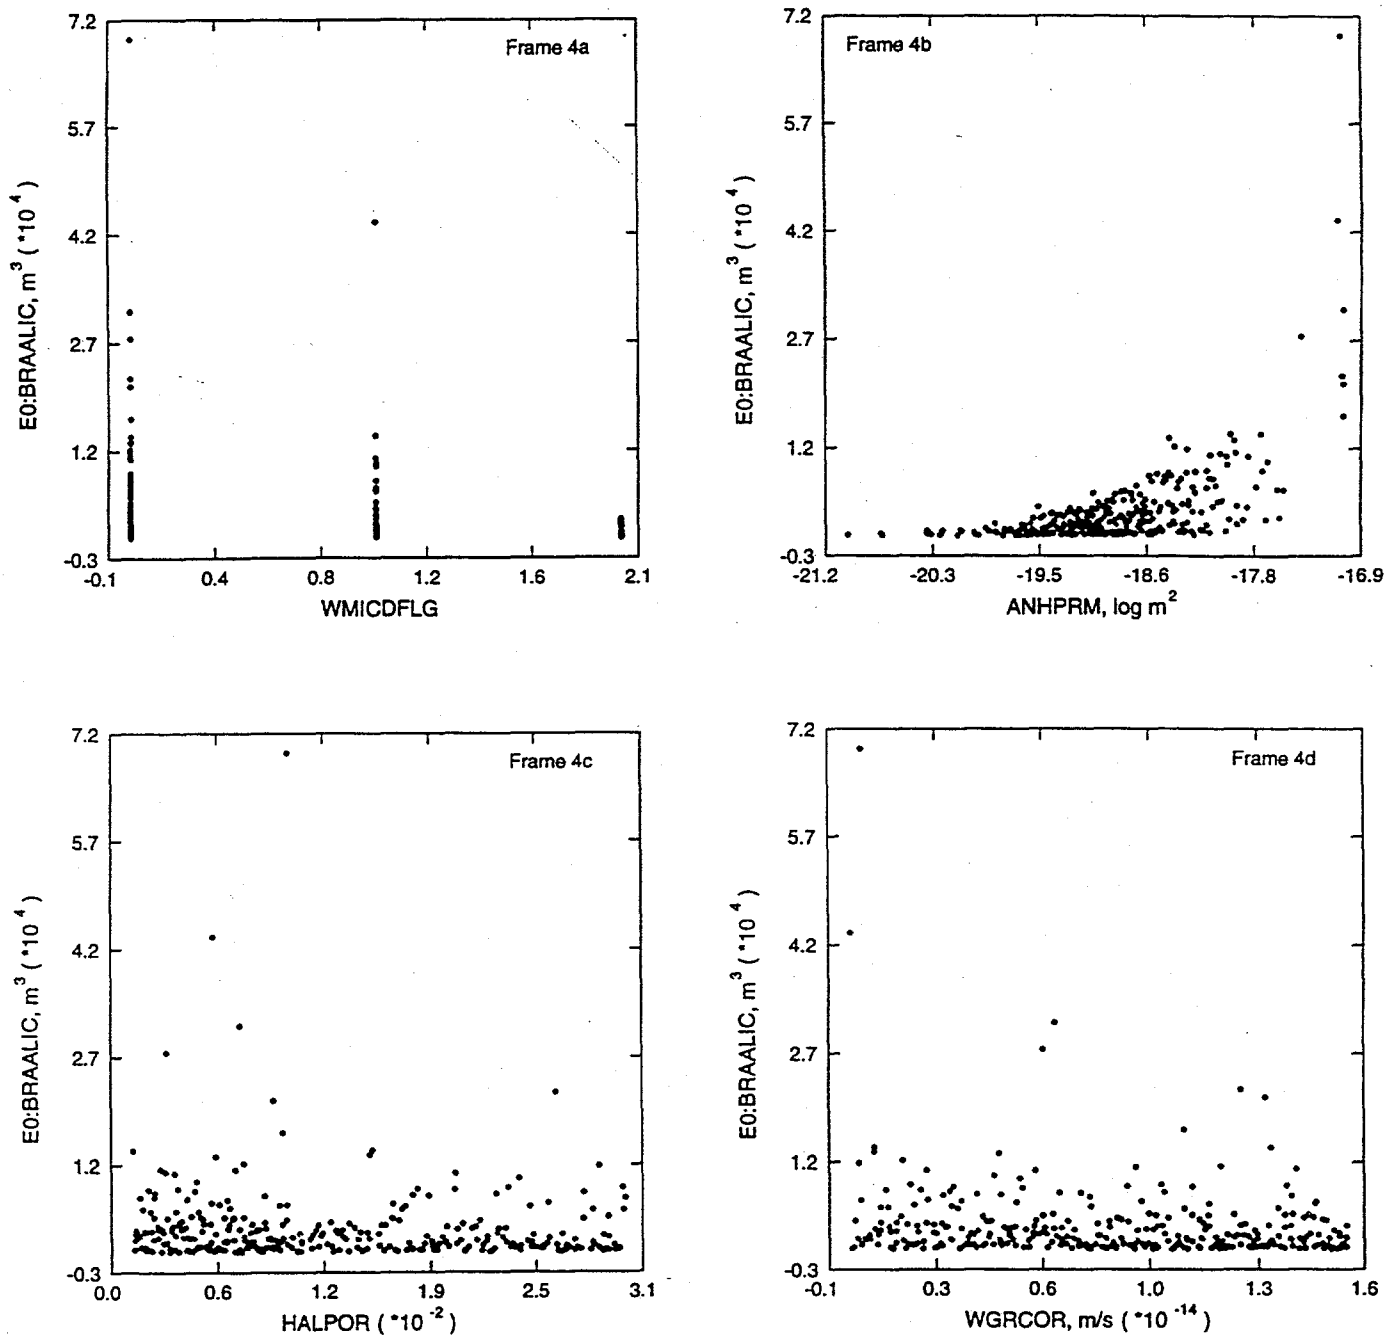 Frame 4a
7.2
5.7
4.2
2.7
1.2
-0.3
E0:BRAALIC, m³ ( *10 ⁴ )
-0.1 0.4 0.8 1.2 1.6 2.1
WMICDFLG
Frame 4b
7.2
5.7
4.2
2.7
1.2
-0.3
E0:BRAALIC, m³ ( *10 ⁴ )
-21.2 -20.3 -19.5 -18.6 -17.8 -16.9
ANHPRM, log m²
Frame 4c
7.2
5.7
4.2
2.7
1.2
-0.3
E0:BRAALIC, m³ ( *10 ⁴ )
0.0 0.6 1.2 1.9 2.5 3.1
HALPOR ( *10 ⁻² )
Frame 4d
7.2
5.7
4.2
2.7
1.2
-0.3
E0:BRAALIC, m³ ( *10 ⁴ )
-0.1 0.3 0.6 1.0 1.3 1.6
WGRCOR, m/s ( *10 ⁻¹⁴ )